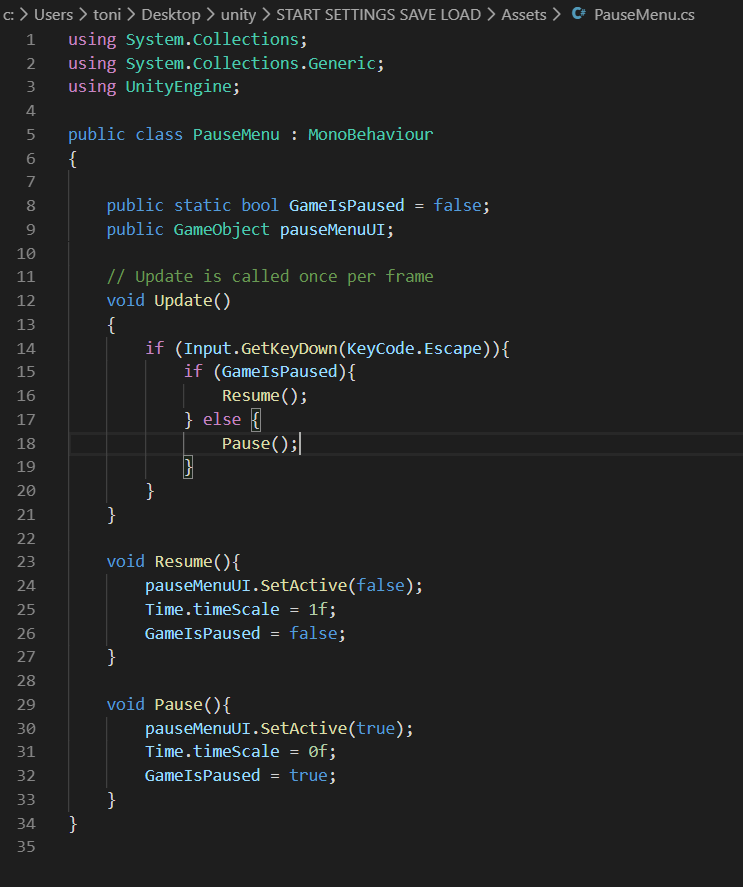 c: > Users > toni > Desktop > unity > START SETTINGS SAVE LOAD > Assets > C# PauseMenu.cs
1 using System.Collections;
2 using System.Collections.Generic;
3 using UnityEngine;
4
5 public class PauseMenu : MonoBehaviour
6 {
7
8     public static bool GameIsPaused = false;
9     public GameObject pauseMenuUI;
10
11     // Update is called once per frame
12     void Update()
13     {
14         if (Input.GetKeyDown(KeyCode.Escape)){
15             if (GameIsPaused){
16                 Resume();
17             } else {
18                 Pause();
19             }
20         }
21     }
22
23     void Resume(){
24         pauseMenuUI.SetActive(false);
25         Time.timeScale = 1f;
26         GameIsPaused = false;
27     }
28
29     void Pause(){
30         pauseMenuUI.SetActive(true);
31         Time.timeScale = 0f;
32         GameIsPaused = true;
33     }
34 }
35